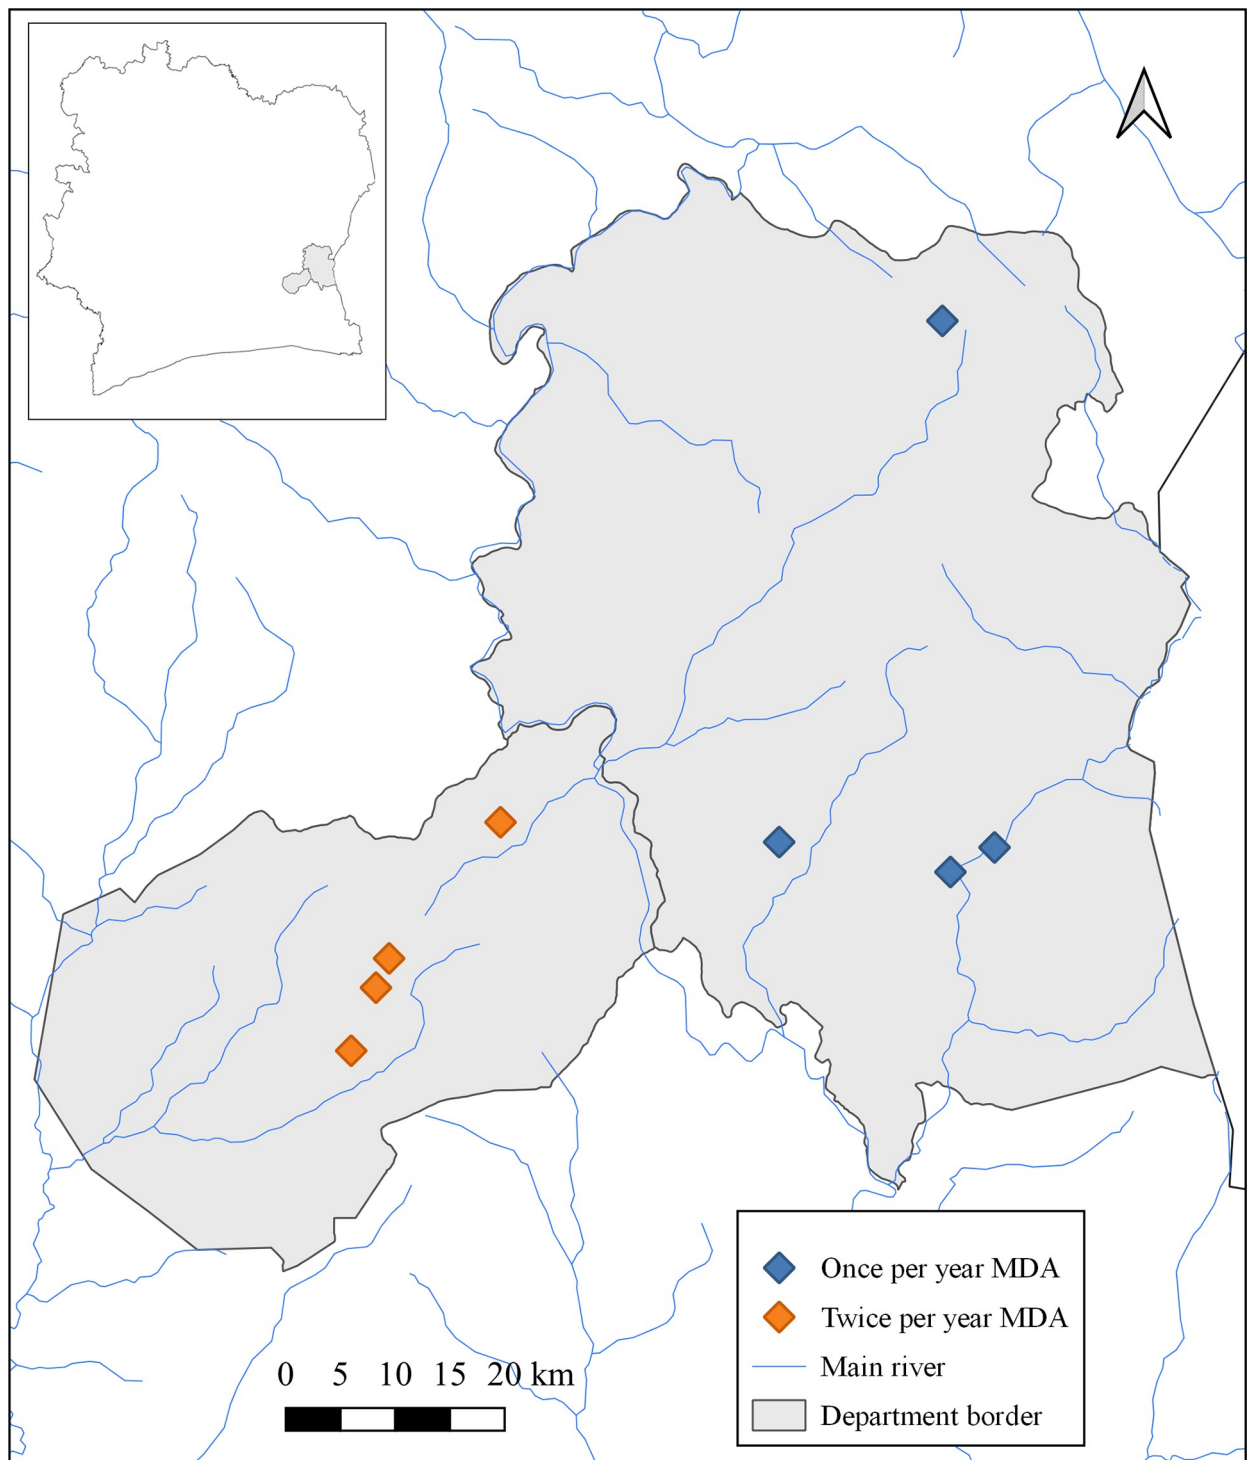 Once per year MDA
Twice per year MDA
Main river
Department border
0 5 10 15 20 km